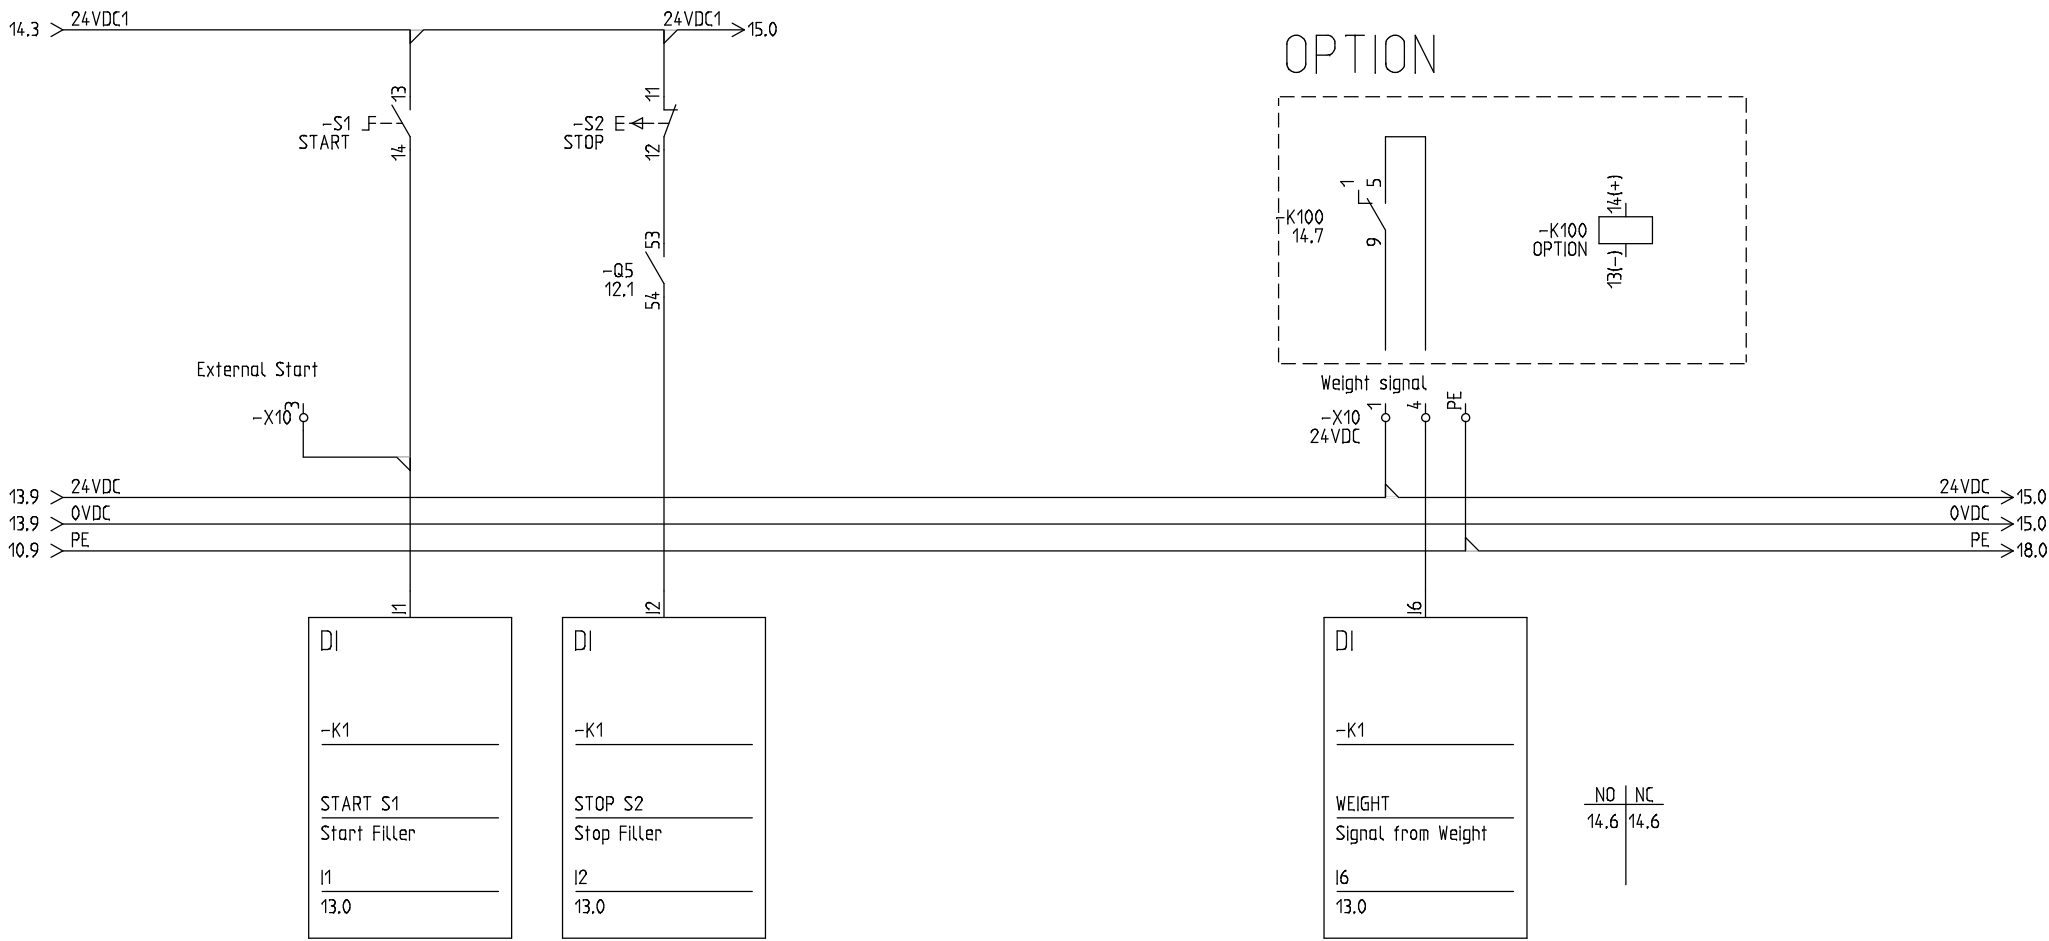 14.3
24VDC1
24VDC1
15.0
OPTION
13
-S1
START
14
11
-S2
STOP
12
53
-Q5
12.1
54
1
5
-K100
14.7
9
14(+)
-K100
OPTION
13(-)
External Start
-X10
3
Weight signal
-X10
24VDC
1
4
PE
13.9
24VDC
24VDC
15.0
13.9
0VDC
0VDC
15.0
10.9
PE
PE
18.0
I1
DI
-K1
START S1
Start Filler
I1
13.0
I2
DI
-K1
STOP S2
Stop Filler
I2
13.0
I6
DI
-K1
WEIGHT
Signal from Weight
I6
13.0
NO NC
14.6 14.6